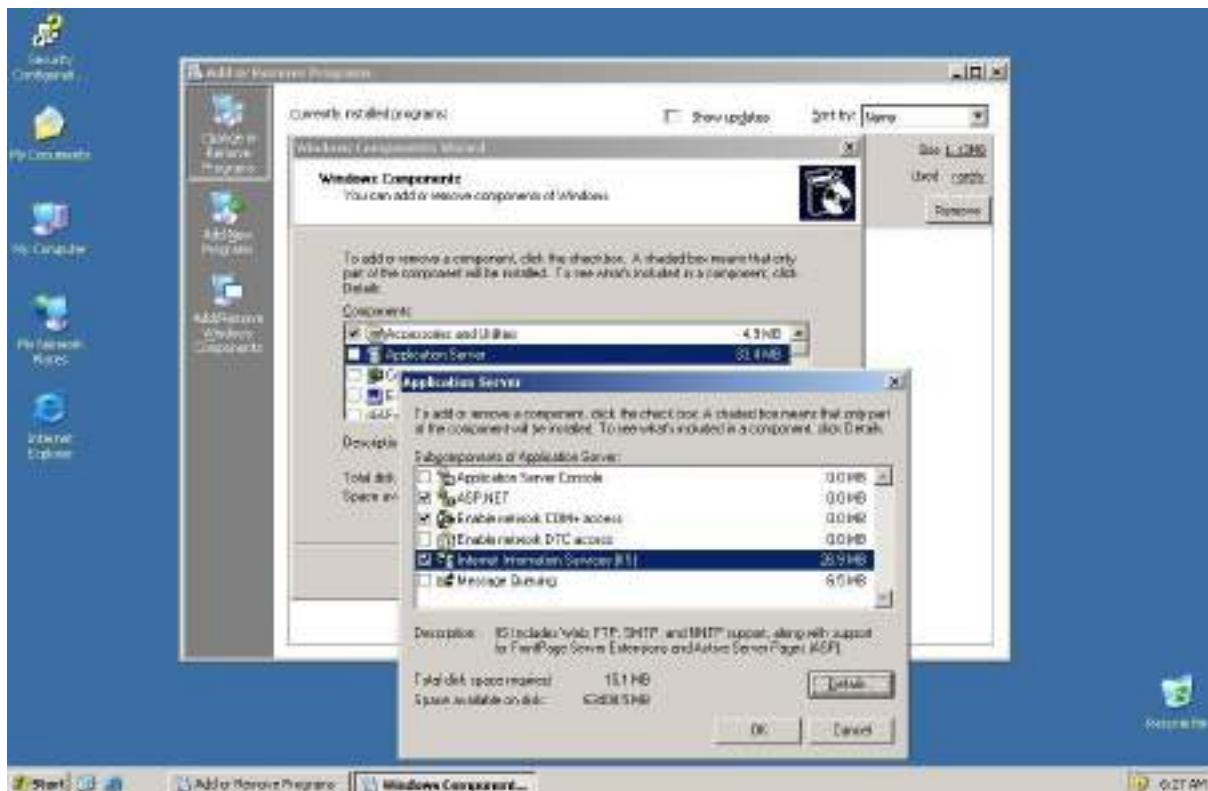 Security
My Documents
My Computer
My Network
Places
Internet
Explorer
Add or Remove Programs
Change or
Remove
Programs
Add New
Programs
Add/Remove
Windows
Components
Currently installed programs:
Show updates
Sort by: Name
Size
Used
Remove
Windows Components Wizard
Windows Components
You can add or remove components of Windows
To add or remove a component, click the checkbox. A shaded box means that only
part of the component will be installed. To see what's included in a component, click
Details.
Components:
Accessories and Utilities 4.9 MB
Application Server
Total disk
Application Server
To add or remove a component, click the check box. A shaded box means that only part
of the component will be installed. To see what's included in a component, click Details.
Subcomponents of Application Server:
Application Server Console 0.0 MB
ASP.NET 0.0 MB
Enable network COM+ access 0.0 MB
Enable network DTC access 0.0 MB
Internet Information Services (IIS) 26.9 MB
Message Queuing 6.5 MB
Description: IIS includes Web, FTP, SMTP, and NNTP support, along with support
for FrontPage Server Extensions and Active Server Pages (ASP).
Total disk space required: 15.1 MB
Space available on disk:
Details...
OK
Cancel
Start
Add or Remove Programs
Windows Component...
6:27 AM